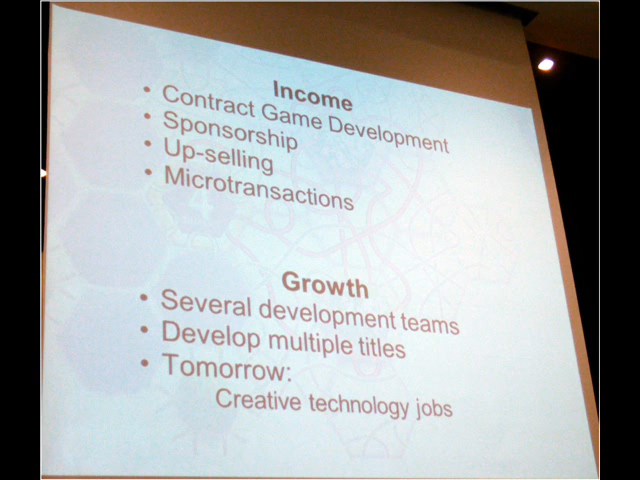 Income
• Contract Game Development
• Sponsorship
• Up-selling
• Microtransactions
4
Growth
• Several development teams
• Develop multiple titles
• Tomorrow:
Creative technology jobs